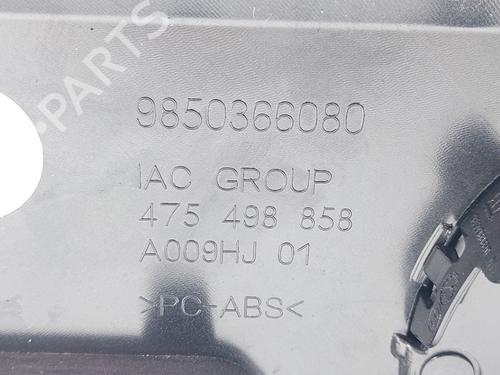 B-PARTS
9850366080
IAC GROUP
475 498 858
A009HJ 01
>PC-ABS<